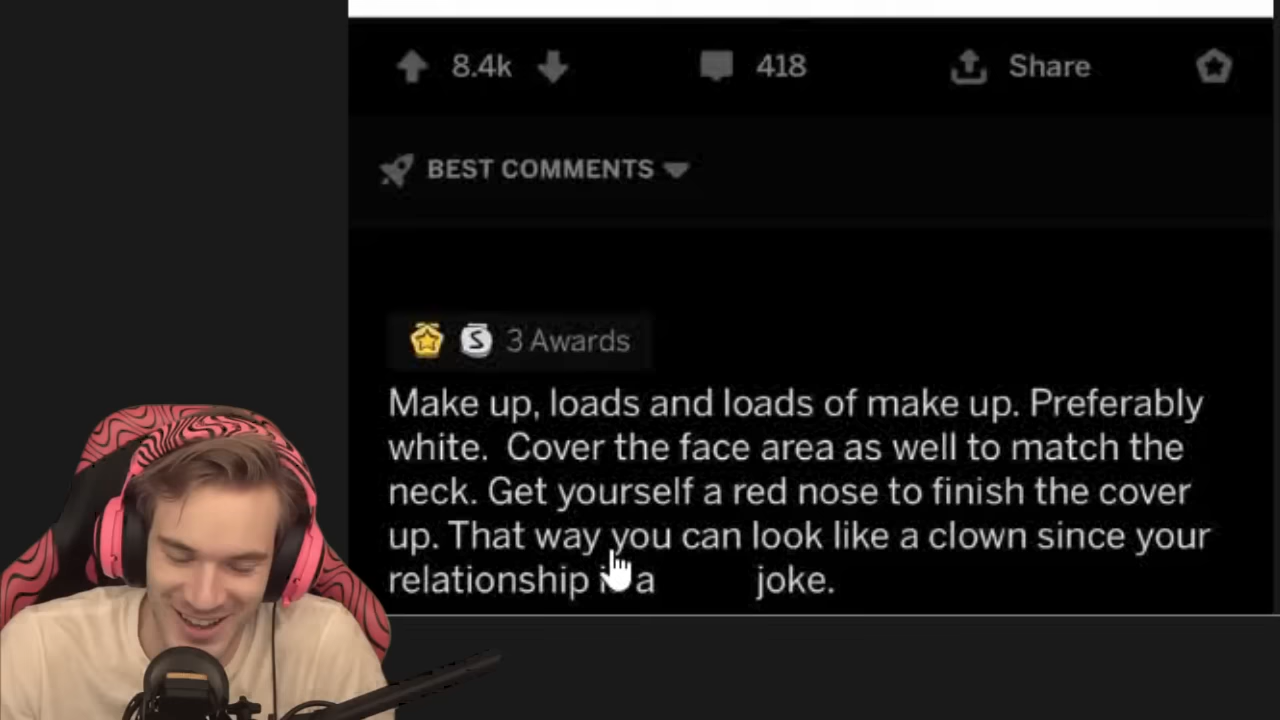 8.4k 418 Share
BEST COMMENTS
3 Awards
Make up, loads and loads of make up. Preferably
white. Cover the face area as well to match the
neck. Get yourself a red nose to finish the cover
up. That way you can look like a clown since your
relationship is a joke.